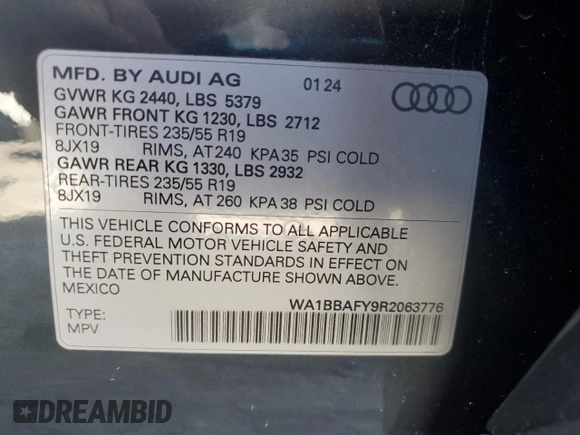 MFD. BY AUDI AG 01 24
GVWR KG 2440, LBS 5379
GAWR FRONT KG 1230, LBS 2712
FRONT-TIRES 235/55 R19
8JX19 RIMS, AT 240 KPA 35 PSI COLD
GAWR REAR KG 1330, LBS 2932
REAR-TIRES 235/55 R19
8JX19 RIMS, AT 260 KPA 38 PSI COLD
THIS VEHICLE CONFORMS TO ALL APPLICABLE
U.S. FEDERAL MOTOR VEHICLE SAFETY AND
THEFT PREVENTION STANDARDS IN EFFECT ON
THE DATE OF MANUFACTURE SHOWN ABOVE.
MEXICO
WA1BBAFY9R2063776
TYPE:
MPV
DREAMBID